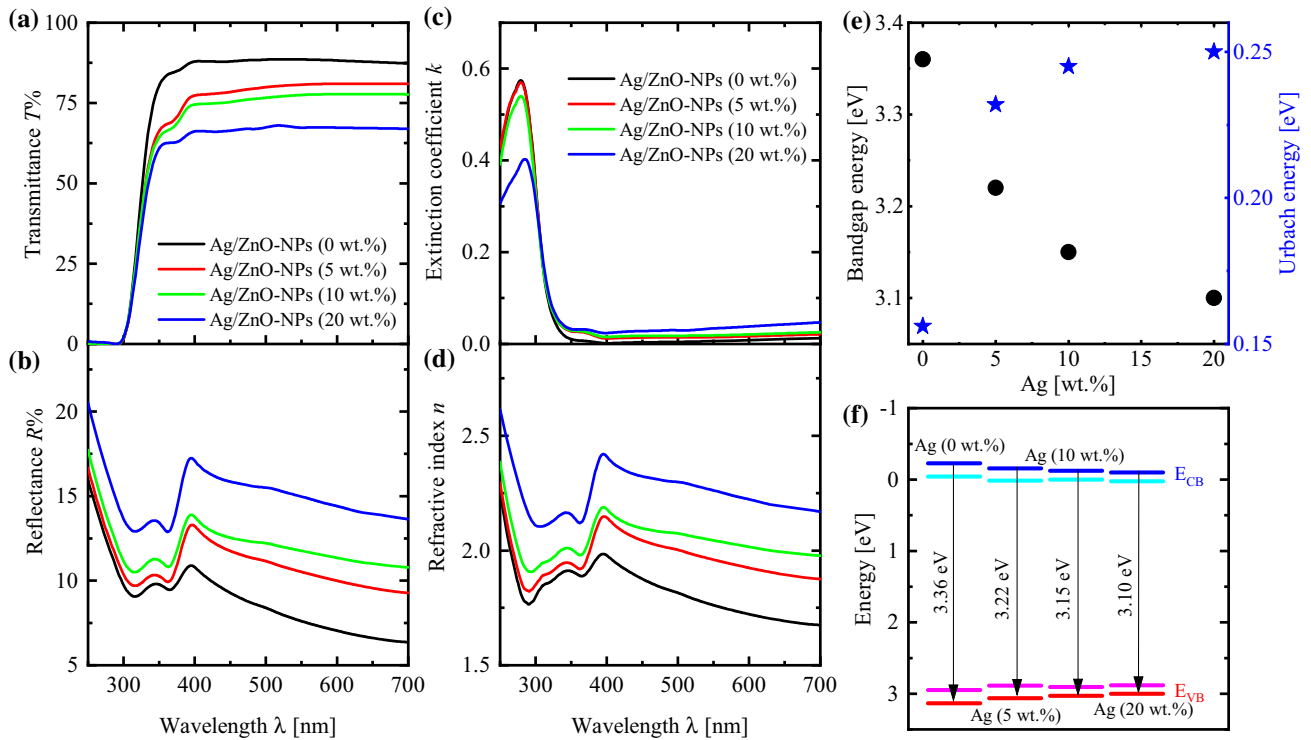 (a)
100
75
50
25
0
Transmittance T%
Ag/ZnO-NPs (0 wt.%)
Ag/ZnO-NPs (5 wt.%)
Ag/ZnO-NPs (10 wt.%)
Ag/ZnO-NPs (20 wt.%)
(b)
20
15
10
5
Reflectance R%
300 400 500 600 700
Wavelength λ [nm]
(c)
0.6
0.4
0.2
0.0
Extinction coefficient k
Ag/ZnO-NPs (0 wt.%)
Ag/ZnO-NPs (5 wt.%)
Ag/ZnO-NPs (10 wt.%)
Ag/ZnO-NPs (20 wt.%)
(d)
2.5
2.0
1.5
Refractive index n
300 400 500 600 700
Wavelength λ [nm]
(e)
3.4
3.3
3.2
3.1
Bandgap energy [eV]
0.25
0.20
0.15
Urbach energy [eV]
0 5 10 15 20
Ag [wt.%]
(f)
-1
0
1
2
3
Energy [eV]
Ag (0 wt.%)
Ag (10 wt.%)
E_CB
3.36 eV
3.22 eV
3.15 eV
3.10 eV
E_VB
Ag (5 wt.%)
Ag (20 wt.%)